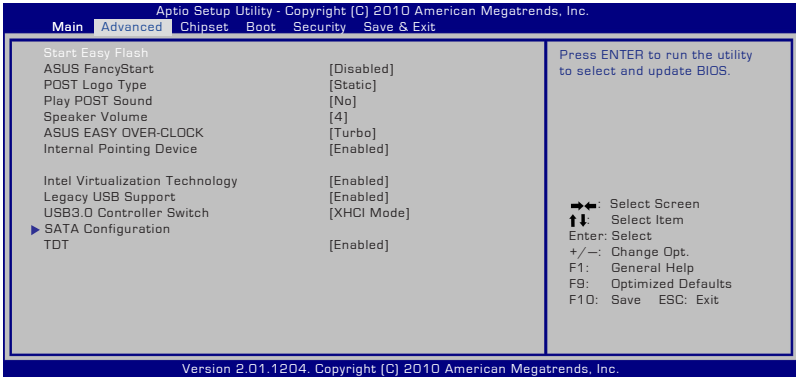 Aptio Setup Utility - Copyright (C) 2010 American Megatrends, Inc.
Main Advanced Chipset Boot Security Save & Exit
Start Easy Flash
ASUS FancyStart [Disabled]
POST Logo Type [Static]
Play POST Sound [No]
Speaker Volume [4]
ASUS EASY OVER-CLOCK [Turbo]
Internal Pointing Device [Enabled]
Intel Virtualization Technology [Enabled]
Legacy USB Support [Enabled]
USB3.0 Controller Switch [XHCI Mode]
SATA Configuration
TDT [Enabled]
Press ENTER to run the utility
to select and update BIOS.
→←: Select Screen
↑↓: Select Item
Enter: Select
+/—: Change Opt.
F1: General Help
F9: Optimized Defaults
F10: Save ESC: Exit
Version 2.01.1204. Copyright (C) 2010 American Megatrends, Inc.